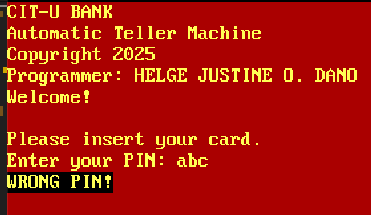 CIT-U BANK
Automatic Teller Machine
Copyright 2025
Programmer: HELGE JUSTINE O. DANO
Welcome!
Please insert your card.
Enter your PIN: abc
WRONG PIN!